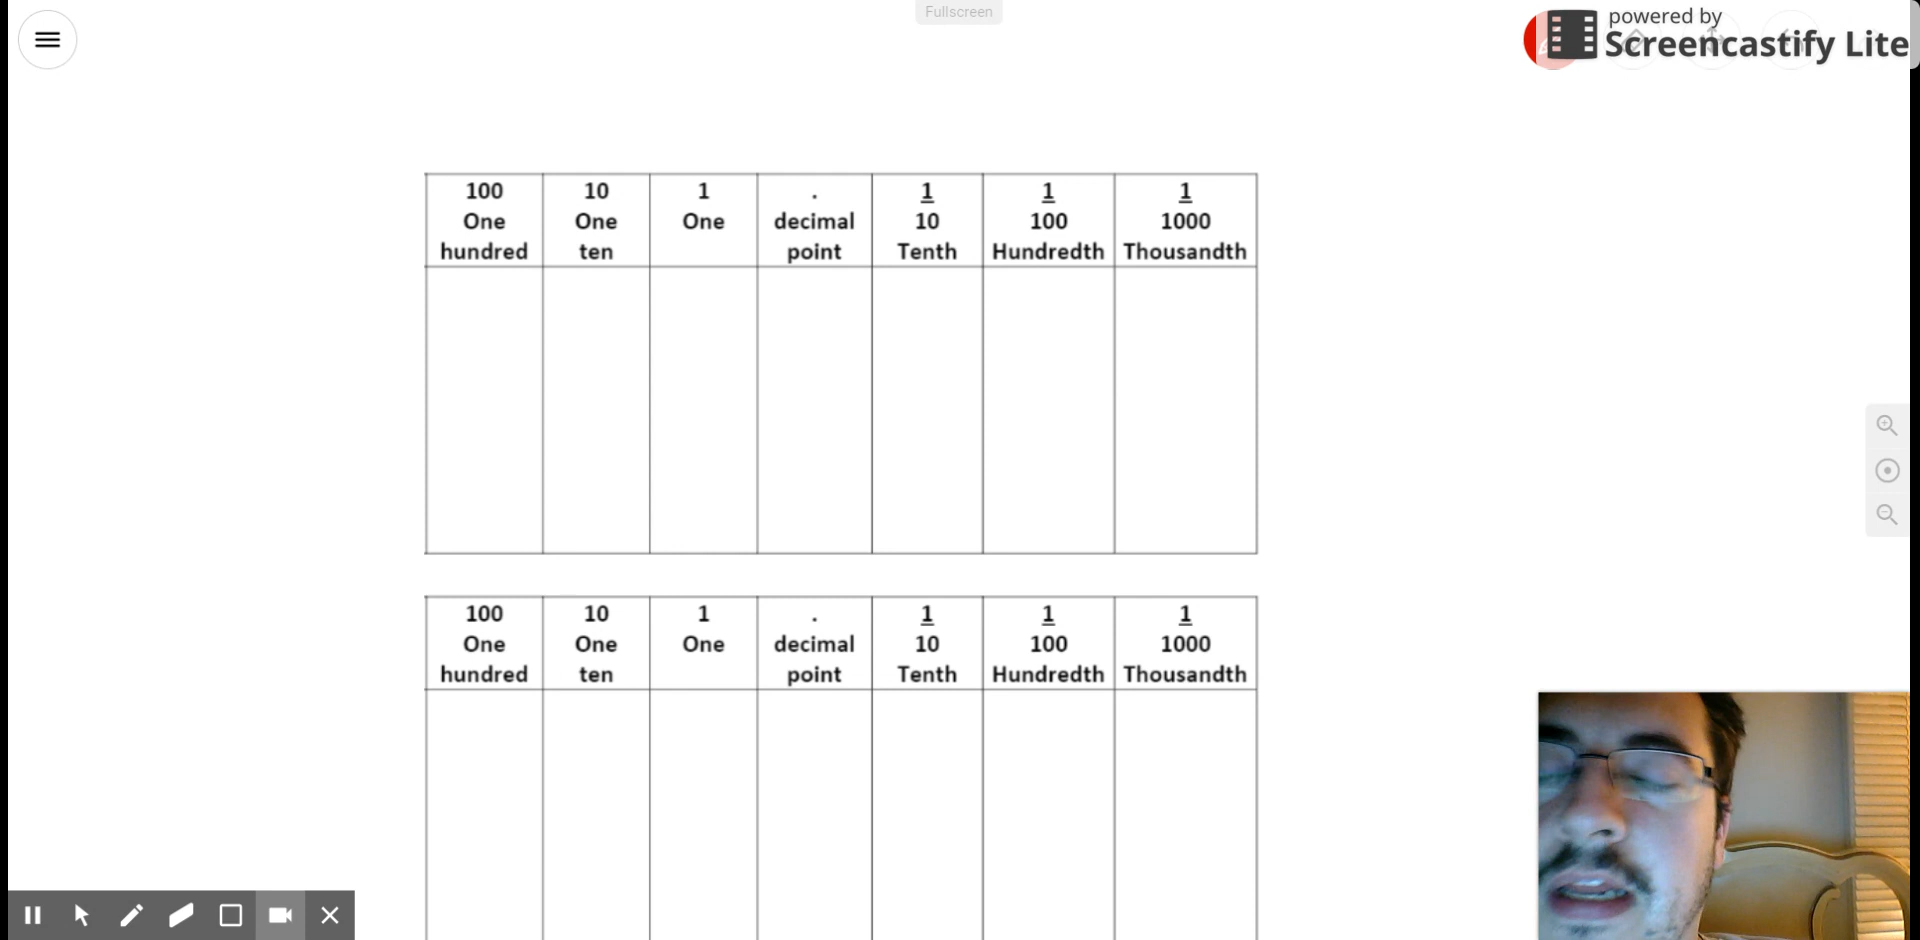 Fullscreen
powered by
Screencastify Lite
100 10 1 . 1 1 1
One One One decimal 10 100 1000
hundred ten point Tenth Hundredth Thousandth
100 10 1 . 1 1 1
One One One decimal 10 100 1000
hundred ten point Tenth Hundredth Thousandth